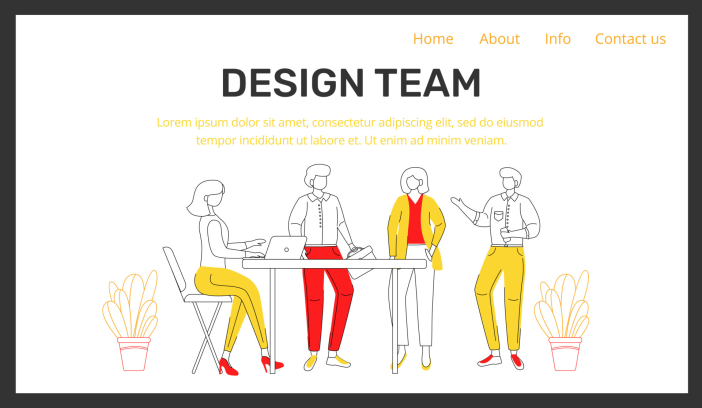 Home About Info Contact us
DESIGN TEAM
Lorem ipsum dolor sit amet, consectetur adipiscing elit, sed do eiusmod
tempor incididunt ut labore et. Ut enim ad minim veniam.